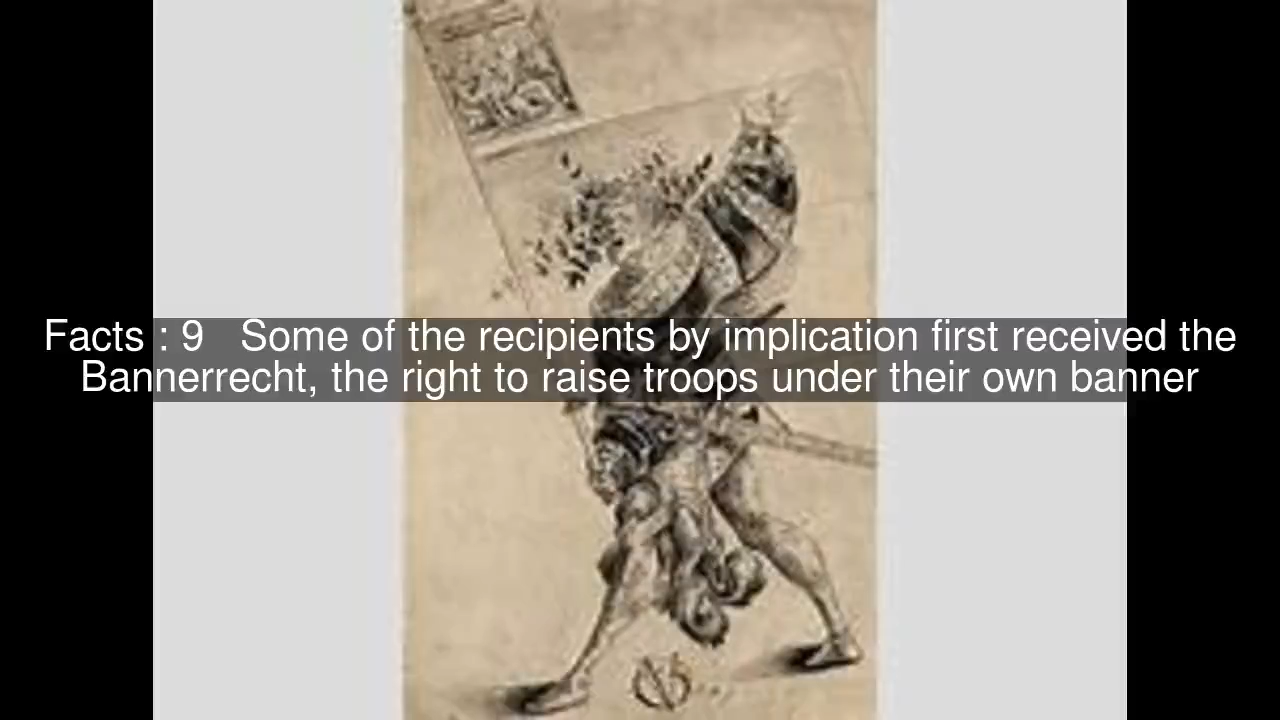 Facts : 9   Some of the recipients by implication first received the
Bannerrecht, the right to raise troops under their own banner